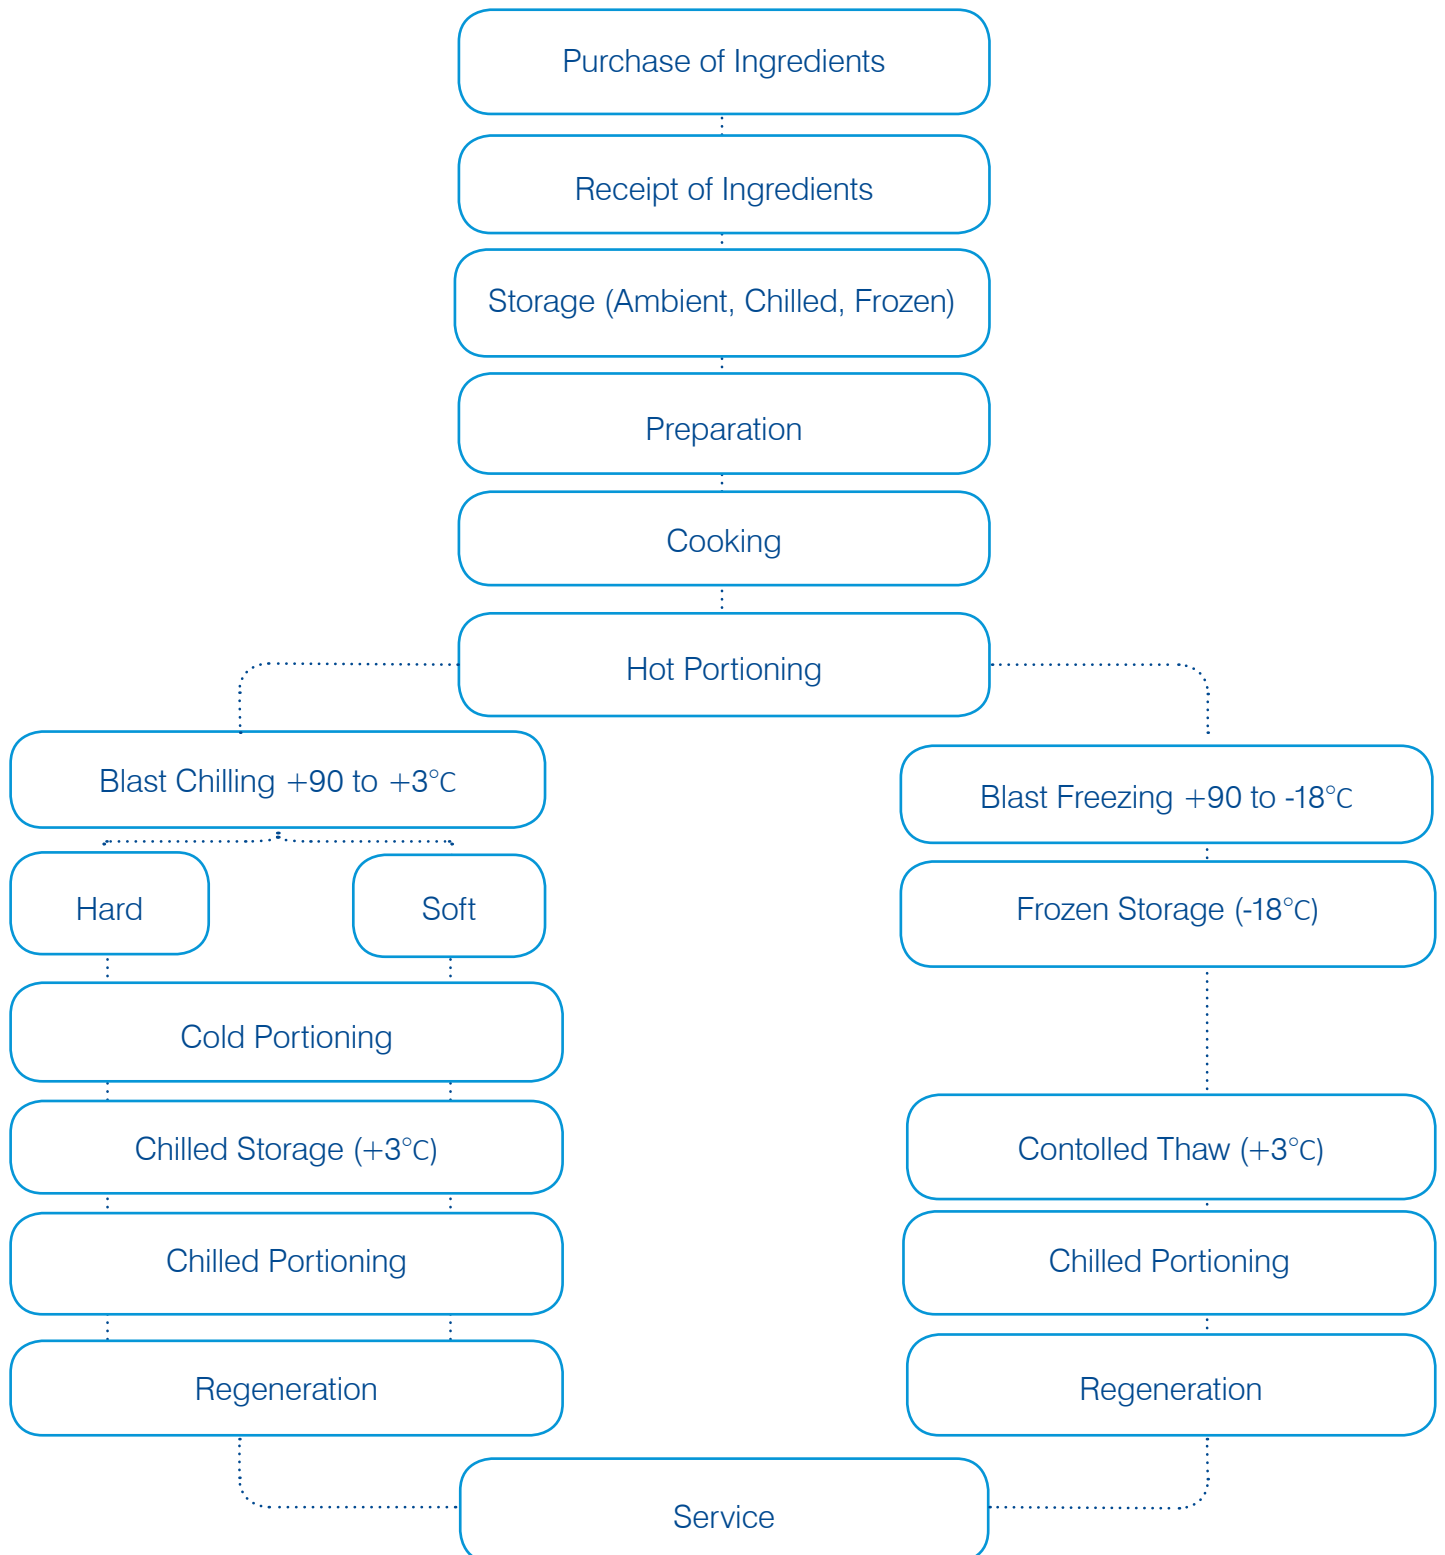 Purchase of Ingredients
Receipt of Ingredients
Storage (Ambient, Chilled, Frozen)
Preparation
Cooking
Hot Portioning
Blast Chilling +90 to +3°C
Hard
Soft
Cold Portioning
Chilled Storage (+3°C)
Chilled Portioning
Regeneration
Blast Freezing +90 to -18°C
Frozen Storage (-18°C)
Contolled Thaw (+3°C)
Chilled Portioning
Regeneration
Service